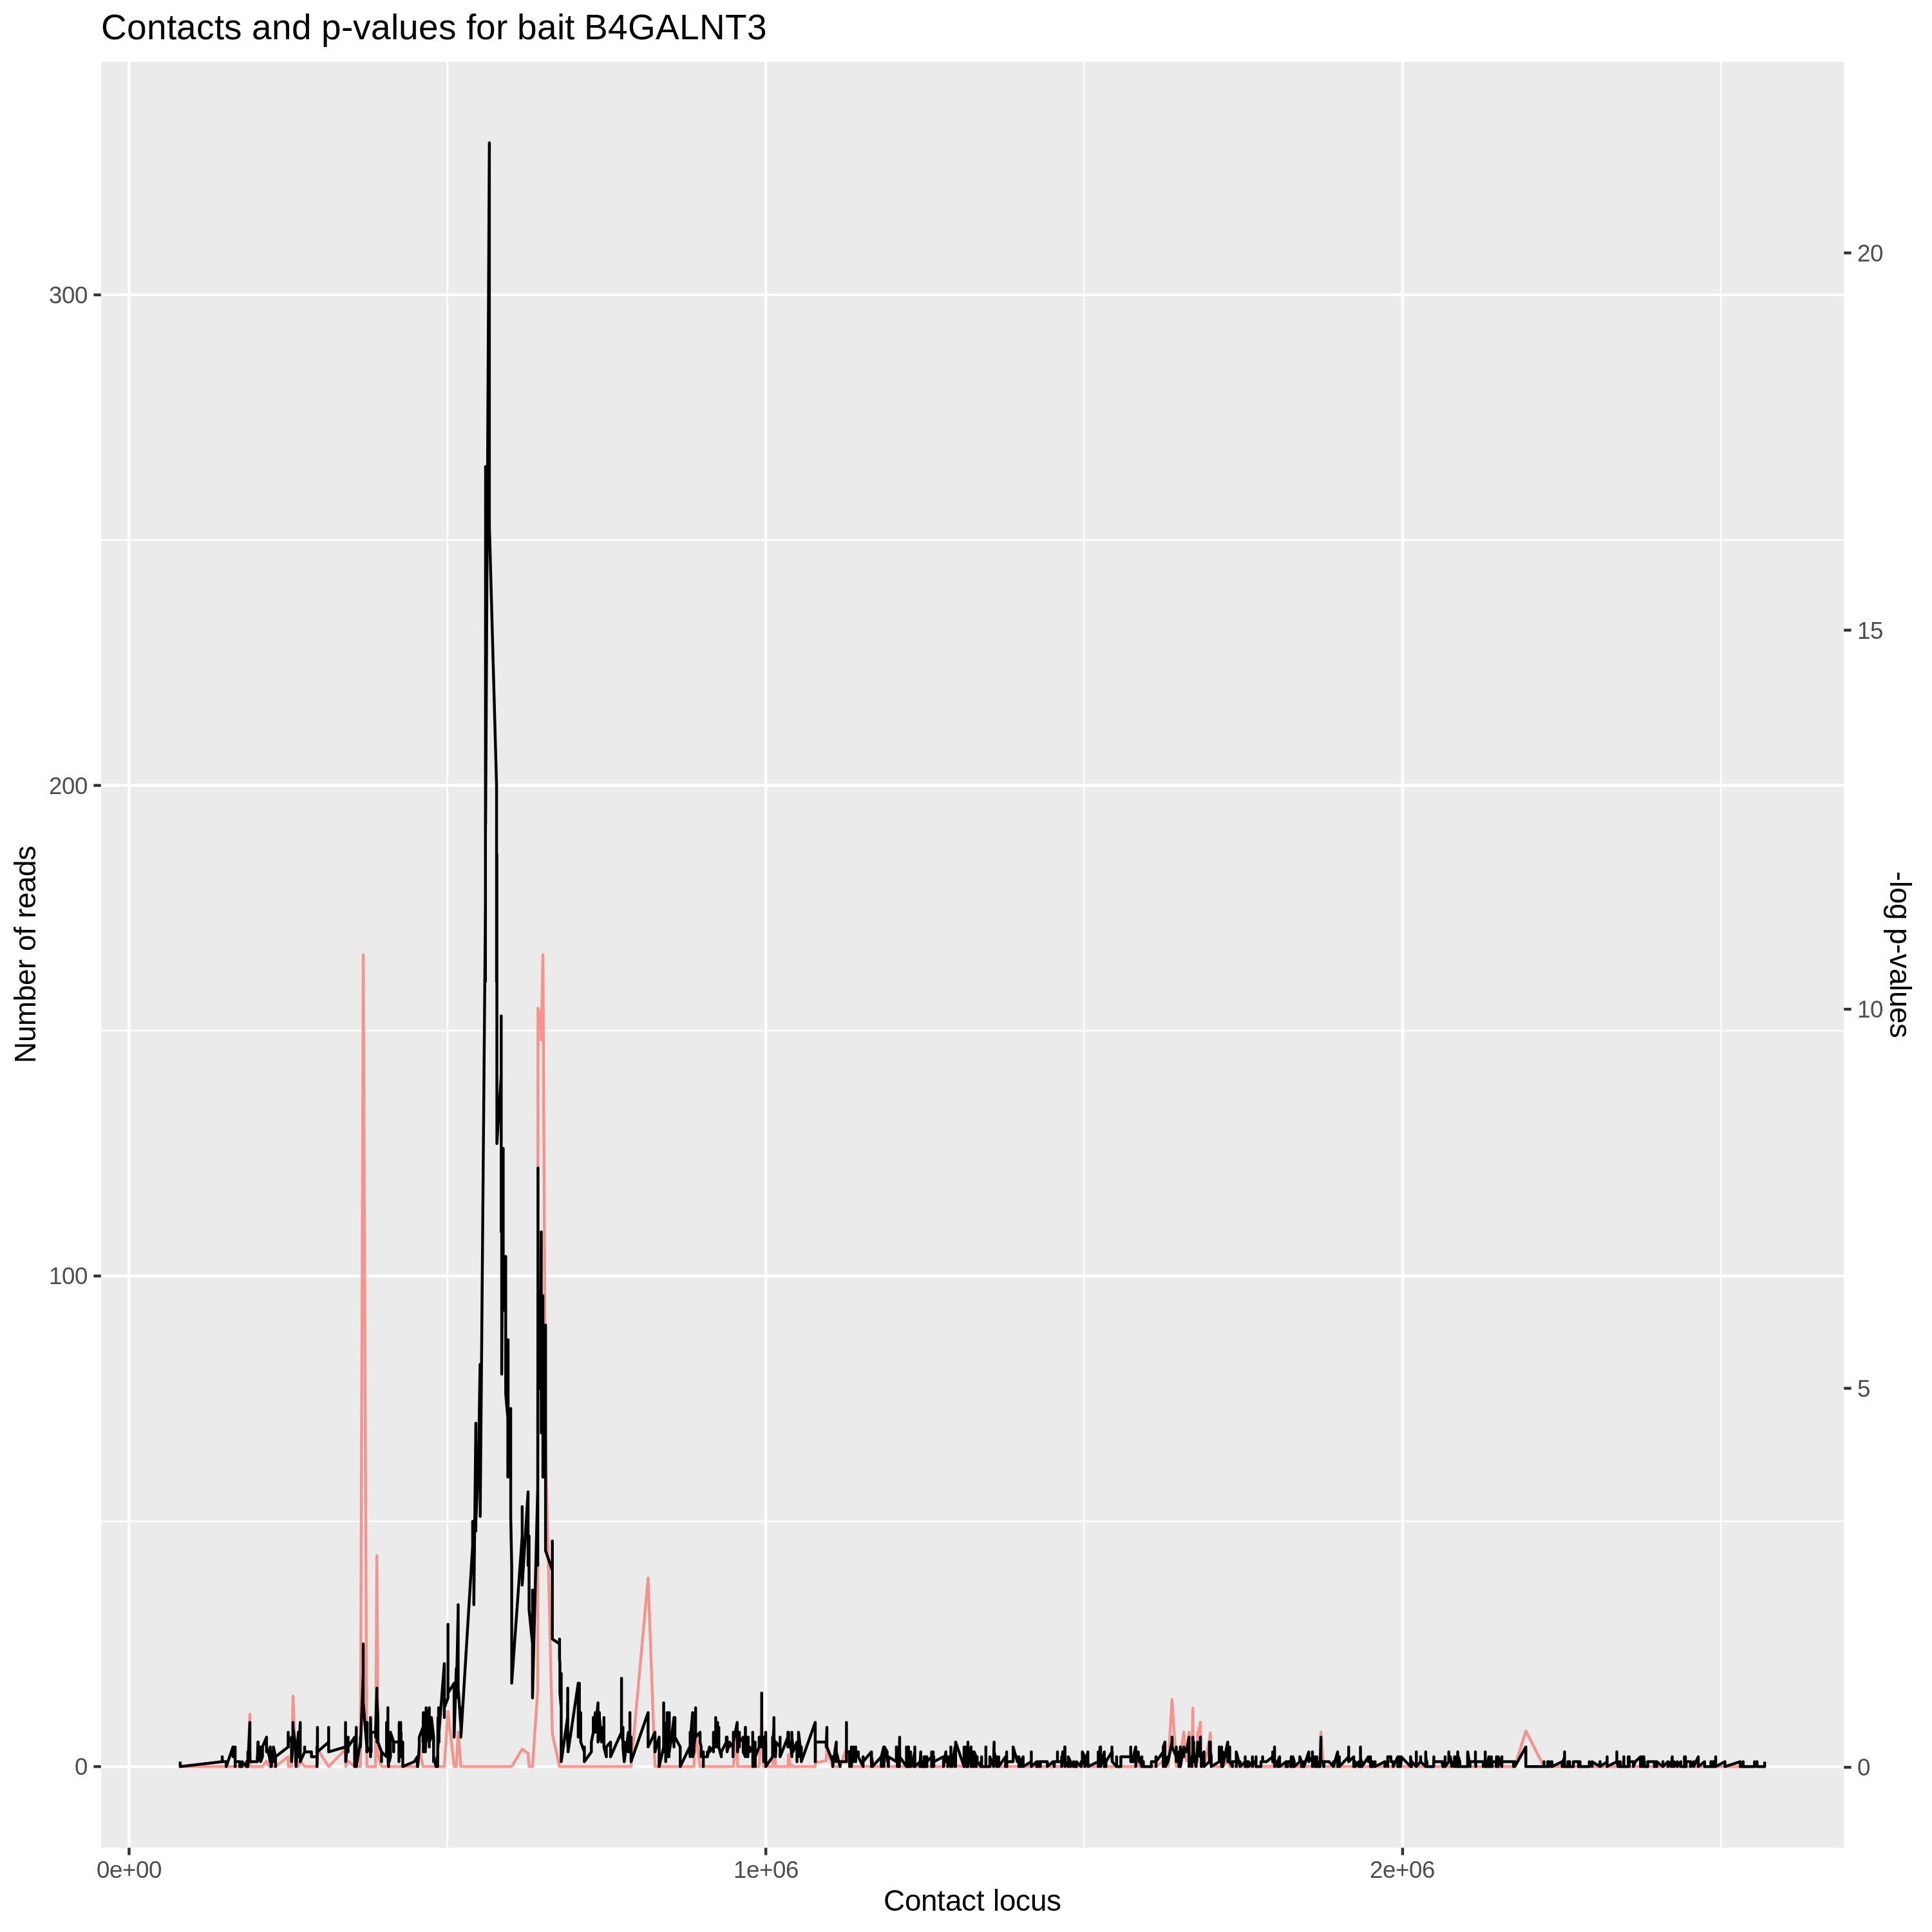 Contacts and p-values for bait B4GALNT3
Number of reads
300
200
100
0
20
15
10
5
0
-log p-values
0e+00
1e+06
2e+06
Contact locus